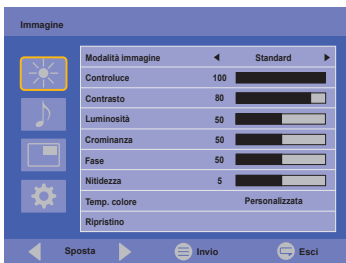 Immagine
Modalità immagine Standard
Controluce 100
Contrasto 80
Luminosità 50
Crominanza 50
Fase 50
Nitidezza 5
Temp. colore Personalizzata
Ripristino
Sposta Invio Esci